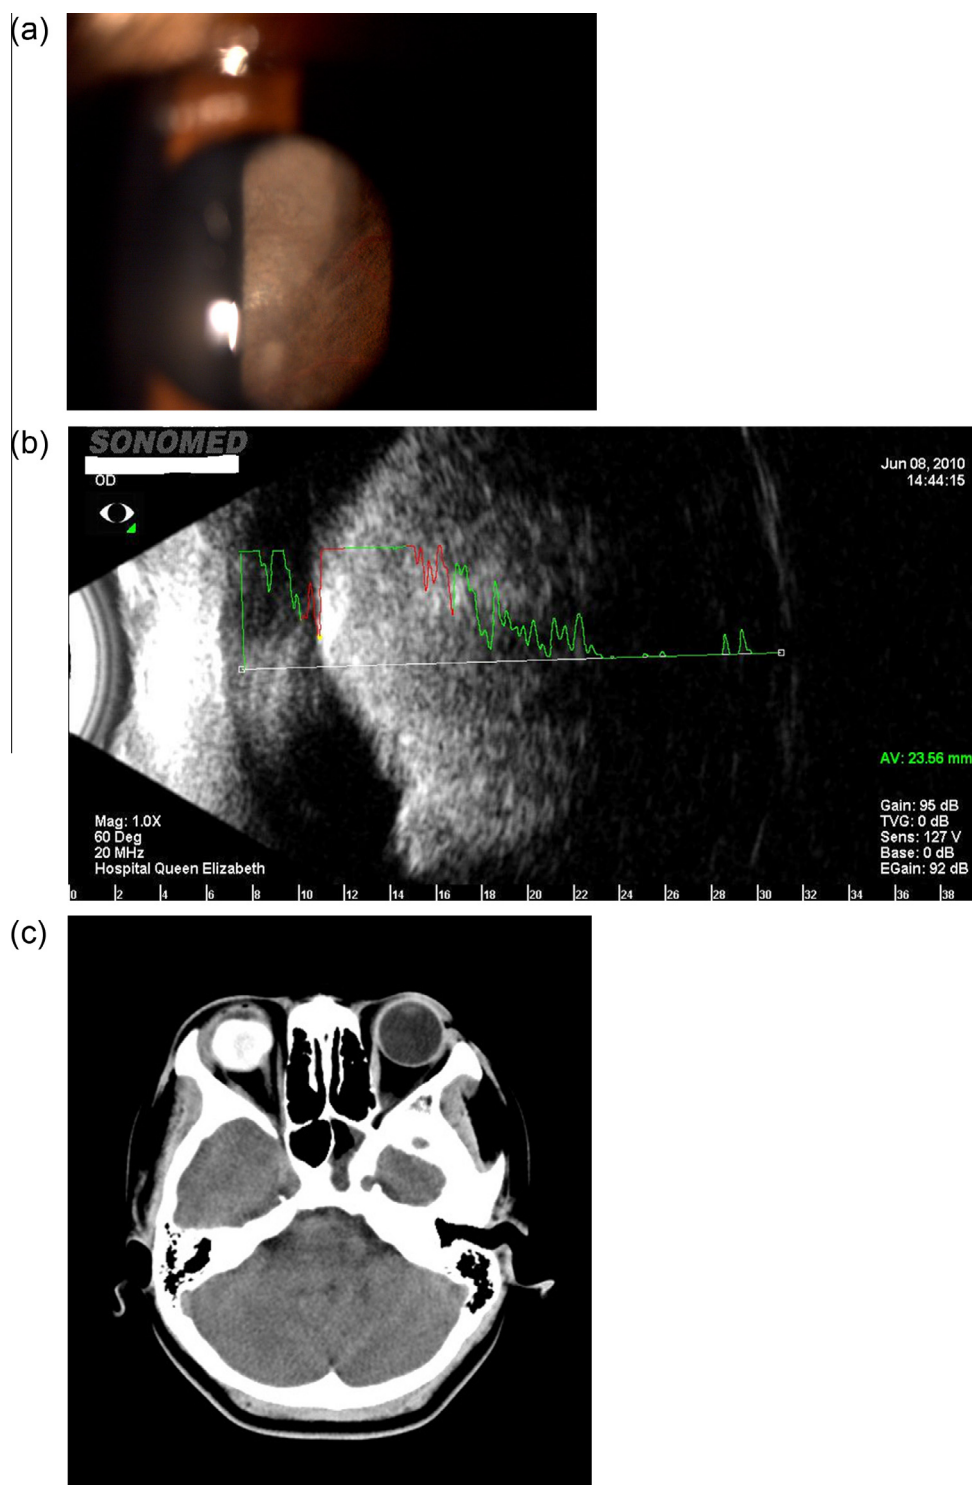 (a)
(b)
SONOMED
OD
Jun 08, 2010
14:44:15
AV: 23.56 mm
Gain: 95 dB
TVG: 0 dB
Sens: 127 V
Base: 0 dB
EGain: 92 dB
Mag: 1.0X
60 Deg
20 MHz
Hospital Queen Elizabeth
0 2 4 6 8 10 12 14 16 18 20 22 24 26 28 30 32 34 36 38
(c)